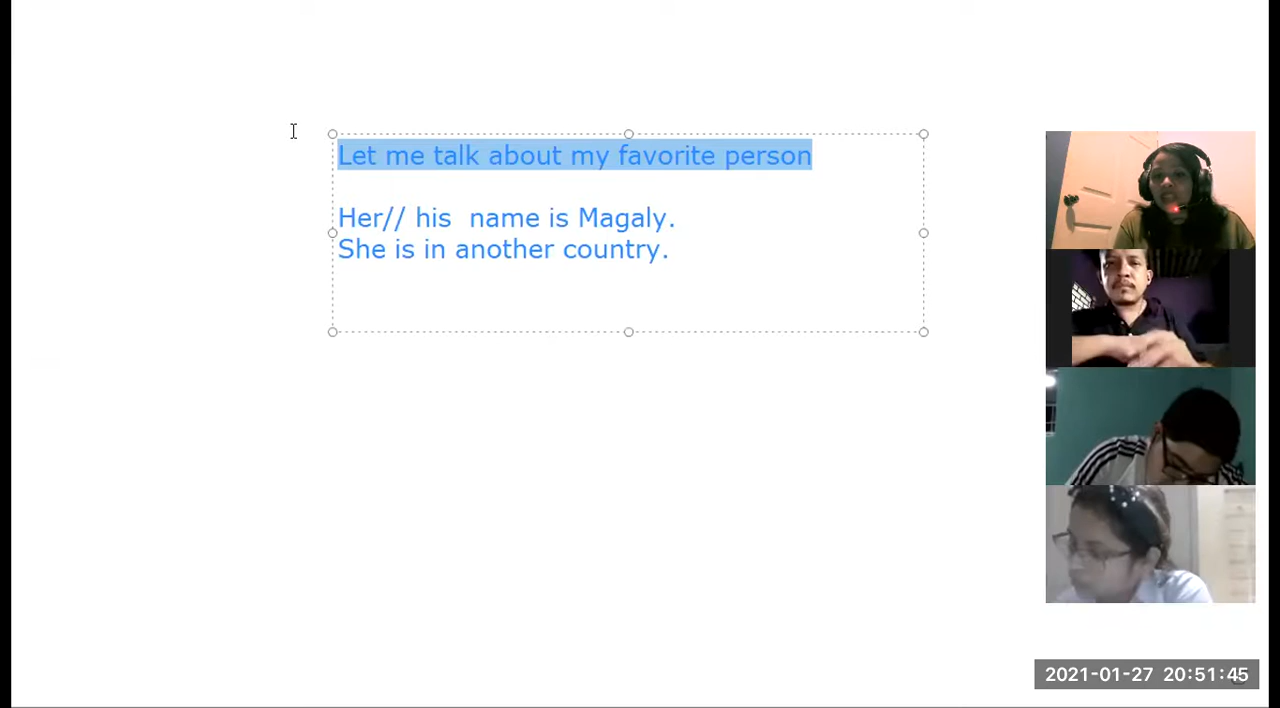 Let me talk about my favorite person
Her// his  name is Magaly.
She is in another country.
2021-01-27 20:51:45